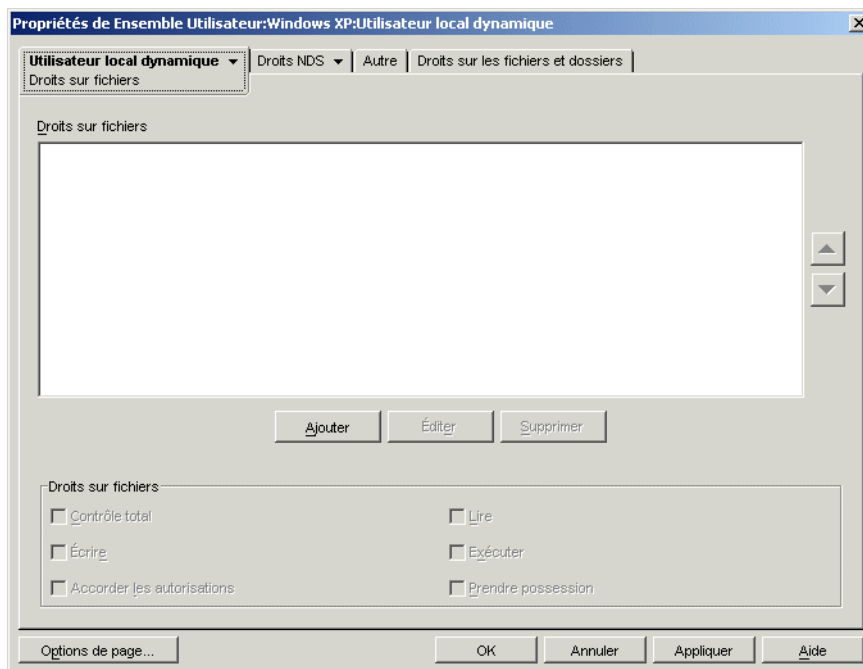 Propriétés de Ensemble Utilisateur:Windows XP:Utilisateur local dynamique
Utilisateur local dynamique Droits NDS Autre Droits sur les fichiers et dossiers
Droits sur fichiers
Droits sur fichiers
Ajouter Éditer Supprimer
Droits sur fichiers
Contrôle total Lire
Écrire Exécuter
Accorder les autorisations Prendre possession
Options de page... OK Annuler Appliquer Aide